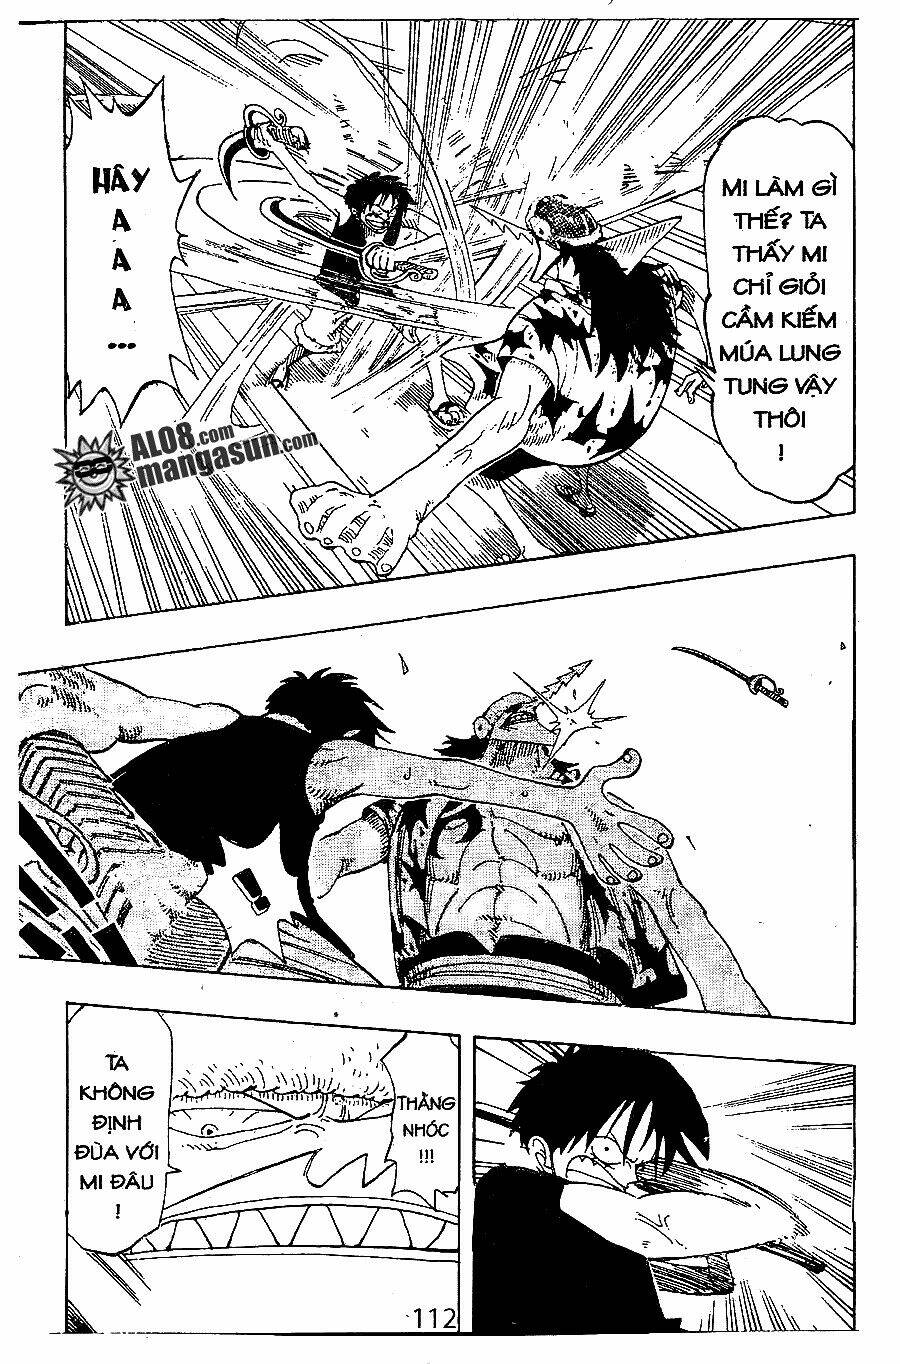 MI LÀM GÌ
THẾ? TA
THẤY MI
CHỈ GIỎI
CẦM KIẾM
MÚA LUNG
TUNG VẬY
THÔI
!
HÂY
A
A
A
...
ALO8.com
mangasun.com
!
THẰNG
NHÓC
!!!
TA
KHÔNG
ĐỊNH
ĐÙA VỚI
MI ĐÂU
!
112